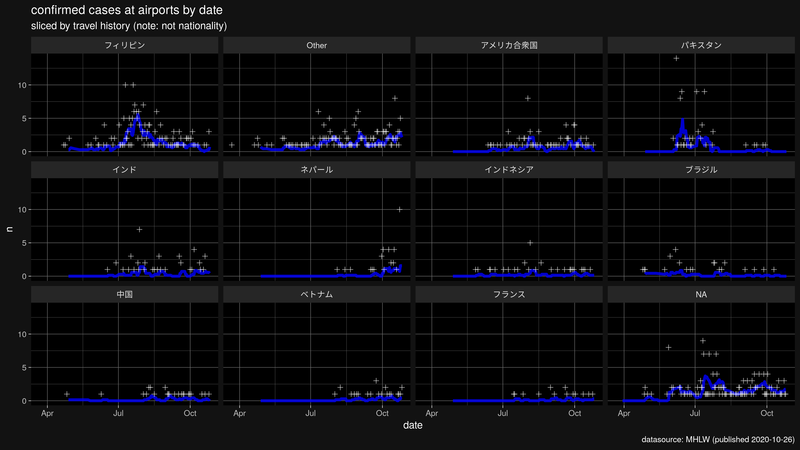 confirmed cases at airports by date
sliced by travel history (note: not nationality)
フィリピン Other アメリカ合衆国 パキスタン
10
5
0
インド ネパール インドネシア ブラジル
10
5
0
n
中国 ベトナム フランス NA
10
5
0
Apr Jul Oct Apr Jul Oct Apr Jul Oct Apr Jul Oct
date
datasource: MHLW (published 2020-10-26)